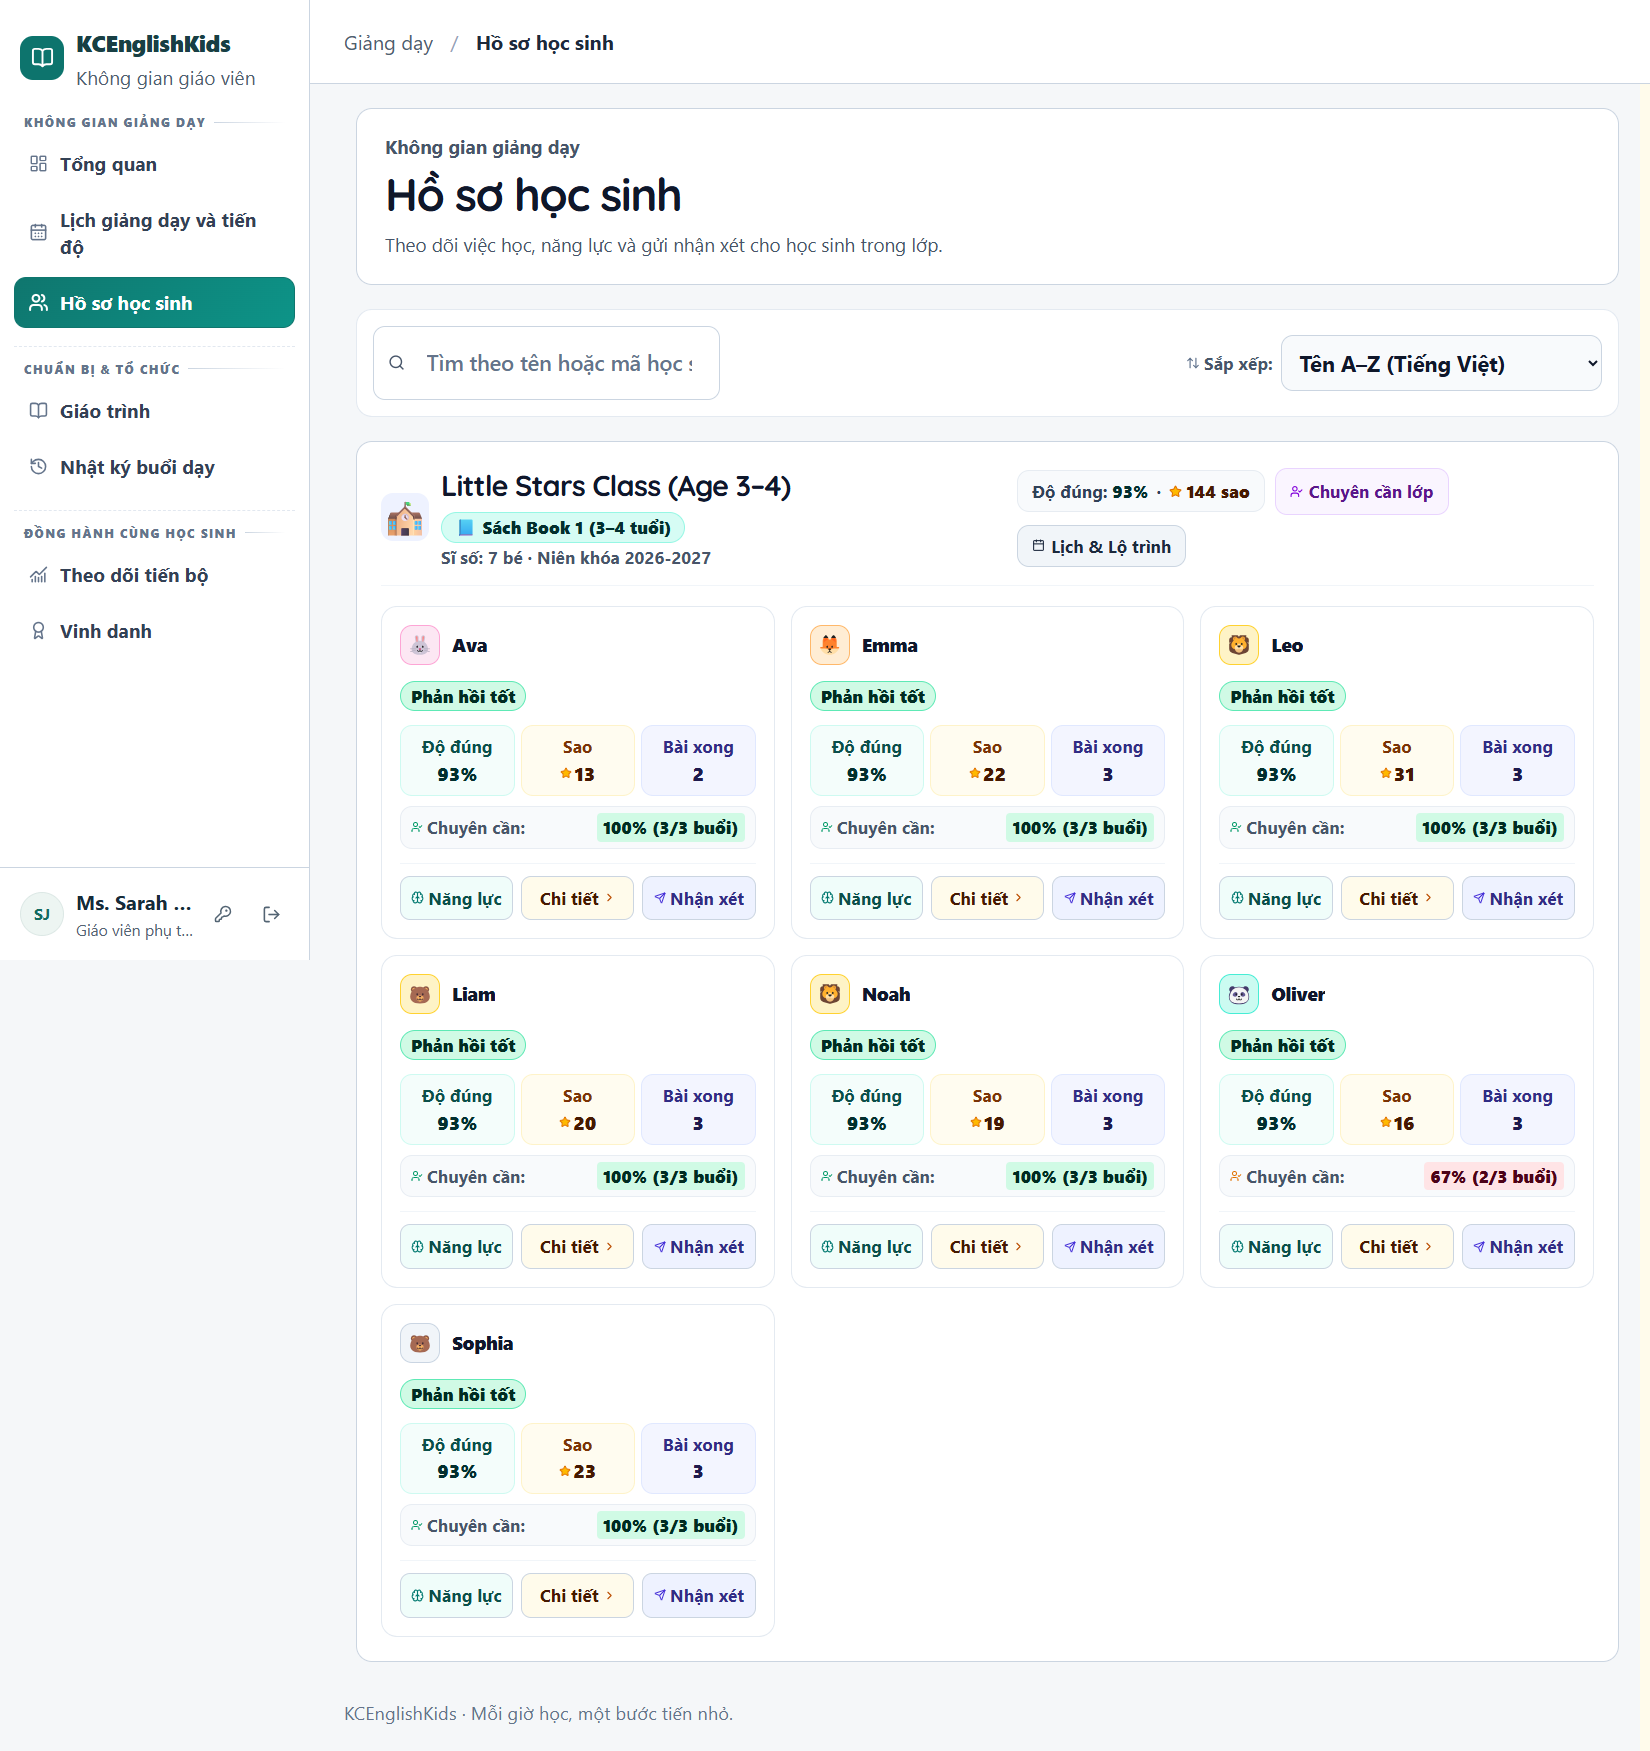 KCEnglishKids
Không gian giáo viên
KHÔNG GIAN GIẢNG DẠY
Tổng quan
Lịch giảng dạy và tiến
độ
Hồ sơ học sinh
CHUẨN BỊ & TỔ CHỨC
Giáo trình
Nhật ký buổi dạy
ĐỒNG HÀNH CÙNG HỌC SINH
Theo dõi tiến bộ
Vinh danh
SJ
Ms. Sarah ...
Giáo viên phụ t...
Giảng dạy / Hồ sơ học sinh
Không gian giảng dạy
Hồ sơ học sinh
Theo dõi việc học, năng lực và gửi nhận xét cho học sinh trong lớp.
Tìm theo tên hoặc mã học s
Sắp xếp: Tên A–Z (Tiếng Việt)
Little Stars Class (Age 3–4)
Sách Book 1 (3–4 tuổi)
Sĩ số: 7 bé · Niên khóa 2026-2027
Độ đúng: 93% · 144 sao
Chuyên cần lớp
Lịch & Lộ trình
Ava
Phản hồi tốt
Độ đúng Sao Bài xong
93% 13 2
Chuyên cần: 100% (3/3 buổi)
Năng lực Chi tiết Nhận xét
Emma
Phản hồi tốt
Độ đúng Sao Bài xong
93% 22 3
Chuyên cần: 100% (3/3 buổi)
Năng lực Chi tiết Nhận xét
Leo
Phản hồi tốt
Độ đúng Sao Bài xong
93% 31 3
Chuyên cần: 100% (3/3 buổi)
Năng lực Chi tiết Nhận xét
Liam
Phản hồi tốt
Độ đúng Sao Bài xong
93% 20 3
Chuyên cần: 100% (3/3 buổi)
Năng lực Chi tiết Nhận xét
Noah
Phản hồi tốt
Độ đúng Sao Bài xong
93% 19 3
Chuyên cần: 100% (3/3 buổi)
Năng lực Chi tiết Nhận xét
Oliver
Phản hồi tốt
Độ đúng Sao Bài xong
93% 16 3
Chuyên cần: 67% (2/3 buổi)
Năng lực Chi tiết Nhận xét
Sophia
Phản hồi tốt
Độ đúng Sao Bài xong
93% 23 3
Chuyên cần: 100% (3/3 buổi)
Năng lực Chi tiết Nhận xét
KCEnglishKids · Mỗi giờ học, một bước tiến nhỏ.